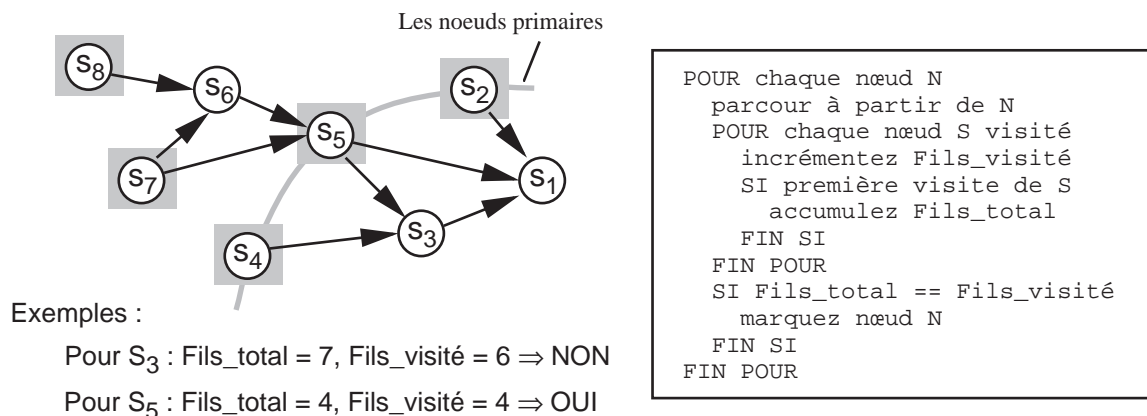 Les noeuds primaires
S8
S6
S2
S5
S7
S1
S3
S4
Exemples :
Pour S3 : Fils_total = 7, Fils_visité = 6 ⇒ NON
Pour S5 : Fils_total = 4, Fils_visité = 4 ⇒ OUI
POUR chaque nœud N
parcour à partir de N
POUR chaque nœud S visité
incrémentez Fils_visité
SI première visite de S
accumulez Fils_total
FIN SI
FIN POUR
SI Fils_total == Fils_visité
marquez nœud N
FIN SI
FIN POUR